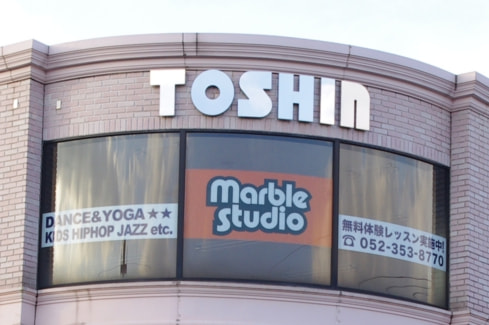 TOSHIN
marble
studio
DANCE&YOGA★★
KIDS HIPHOP JAZZ etc.
無料体験レッスン実施中!
☎052-353-8770